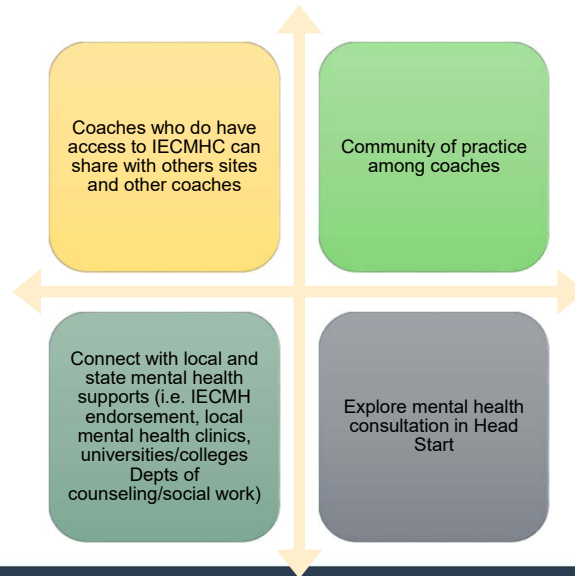 Coaches who do have
access to IECMHC can
share with others sites
and other coaches
Community of practice
among coaches
Connect with local and
state mental health
supports (i.e. IECMH
endorsement, local
mental health clinics,
universities/colleges
Depts of
counseling/social work)
Explore mental health
consultation in Head
Start